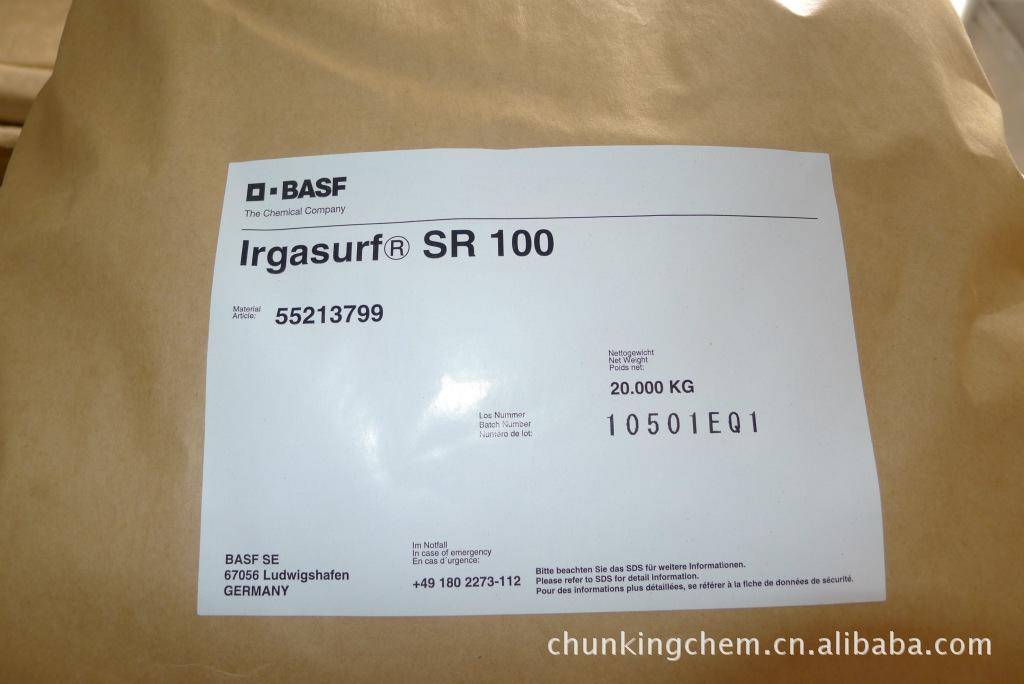 BASF
The Chemical Company
Irgasurf® SR 100
Material
Article:
55213799
Nettogewicht
Net Weight
Poids net:
20.000 KG
Los Nummer
Batch Number
Numéro de lot:
10501EQ1
BASF SE
67056 Ludwigshafen
GERMANY
Im Notfall
In case of emergency
En cas d´urgence:
+49 180 2273-112
Bitte beachten Sie das SDS für weitere Informationen.
Please refer to SDS for detail information.
Pour des informations plus détaillées, se référer à la fiche de données de sécurité.
chunkingchem.cn.alibaba.com